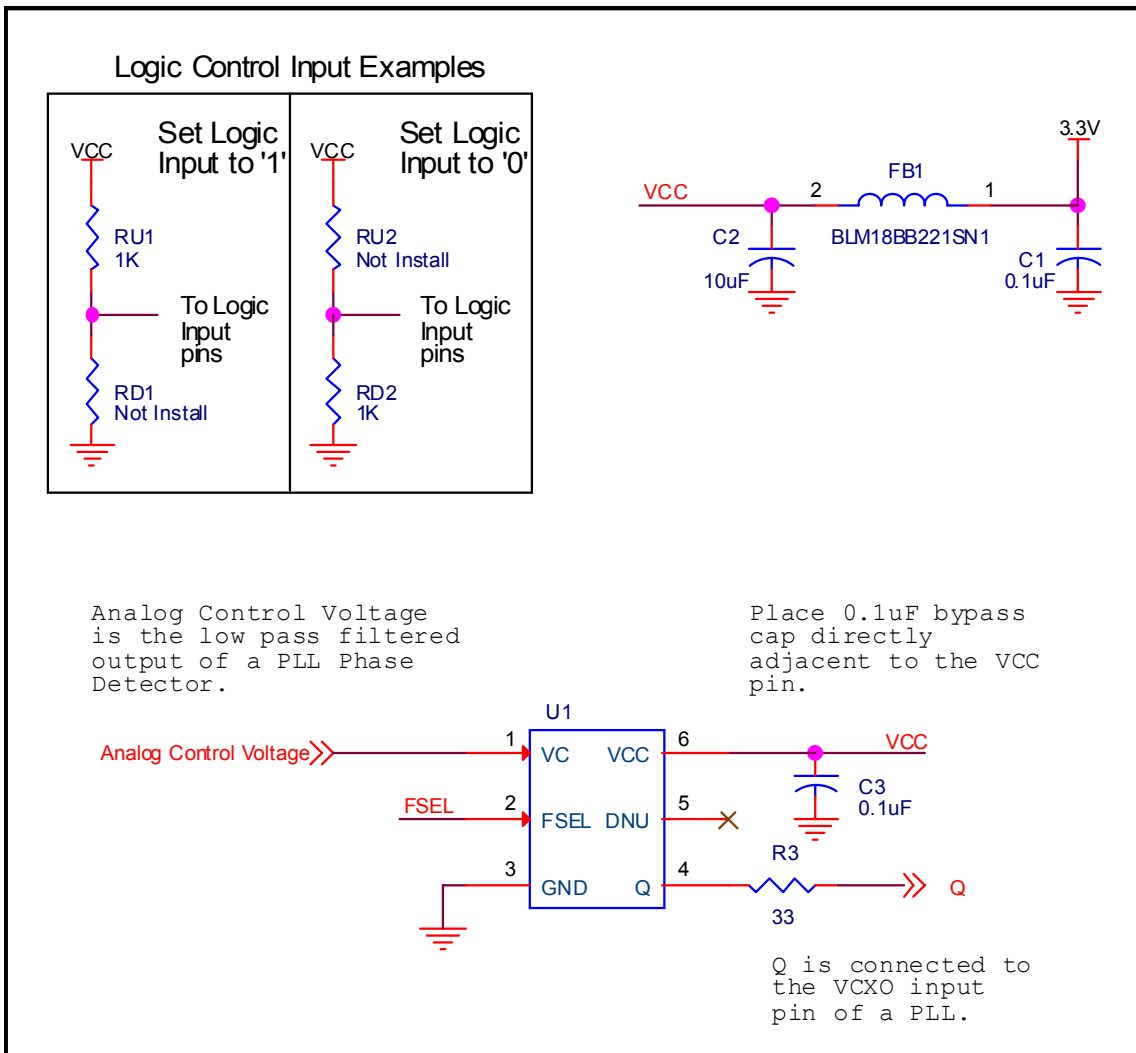 Logic Control Input Examples
Set Logic
Input to '1'
VCC
RU1
1K
To Logic
Input
pins
RD1
Not Install
Set Logic
Input to '0'
VCC
RU2
Not Install
To Logic
Input
pins
RD2
1K
3.3V
VCC
2
FB1
1
BLM18BB221SN1
C2
10uF
C1
0.1uF
Analog Control Voltage
is the low pass filtered
output of a PLL Phase
Detector.
Place 0.1uF bypass
cap directly
adjacent to the VCC
pin.
U1
Analog Control Voltage
1
VC
VCC
6
VCC
C3
0.1uF
FSEL
2
FSEL
DNU
5
3
GND
Q
4
R3
33
Q
Q is connected to
the VCXO input
pin of a PLL.